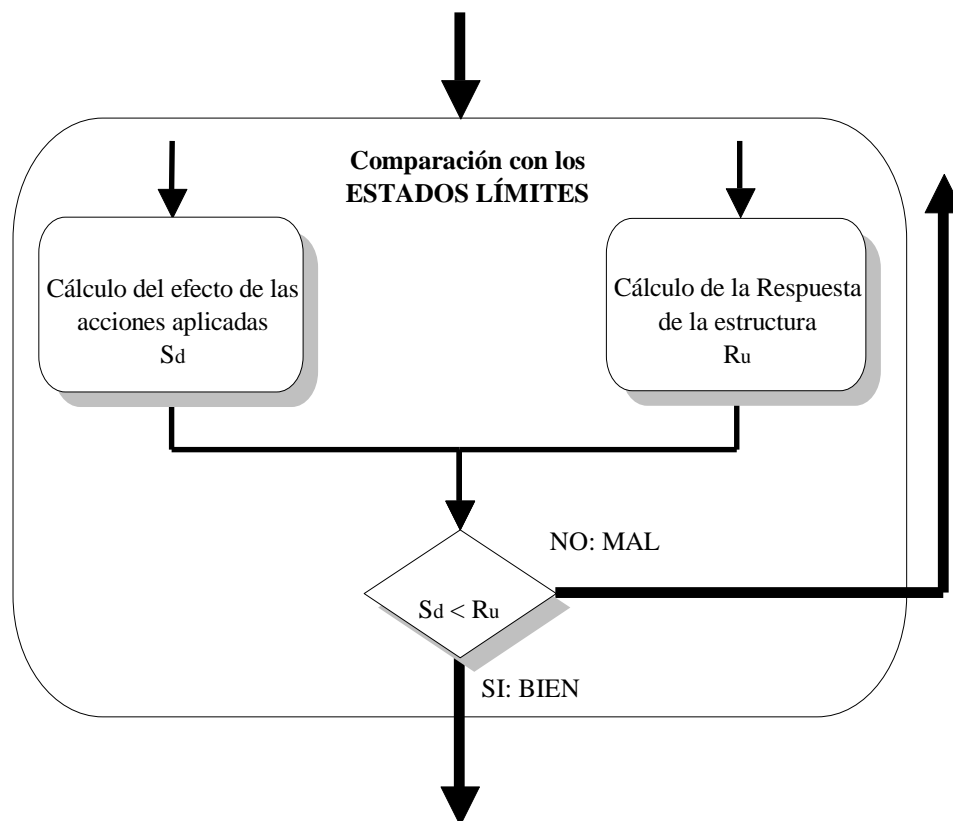 Comparación con los
ESTADOS LÍMITES
Cálculo del efecto de las
acciones aplicadas
Sd
Cálculo de la Respuesta
de la estructura
Ru
NO: MAL
Sd < Ru
SI: BIEN